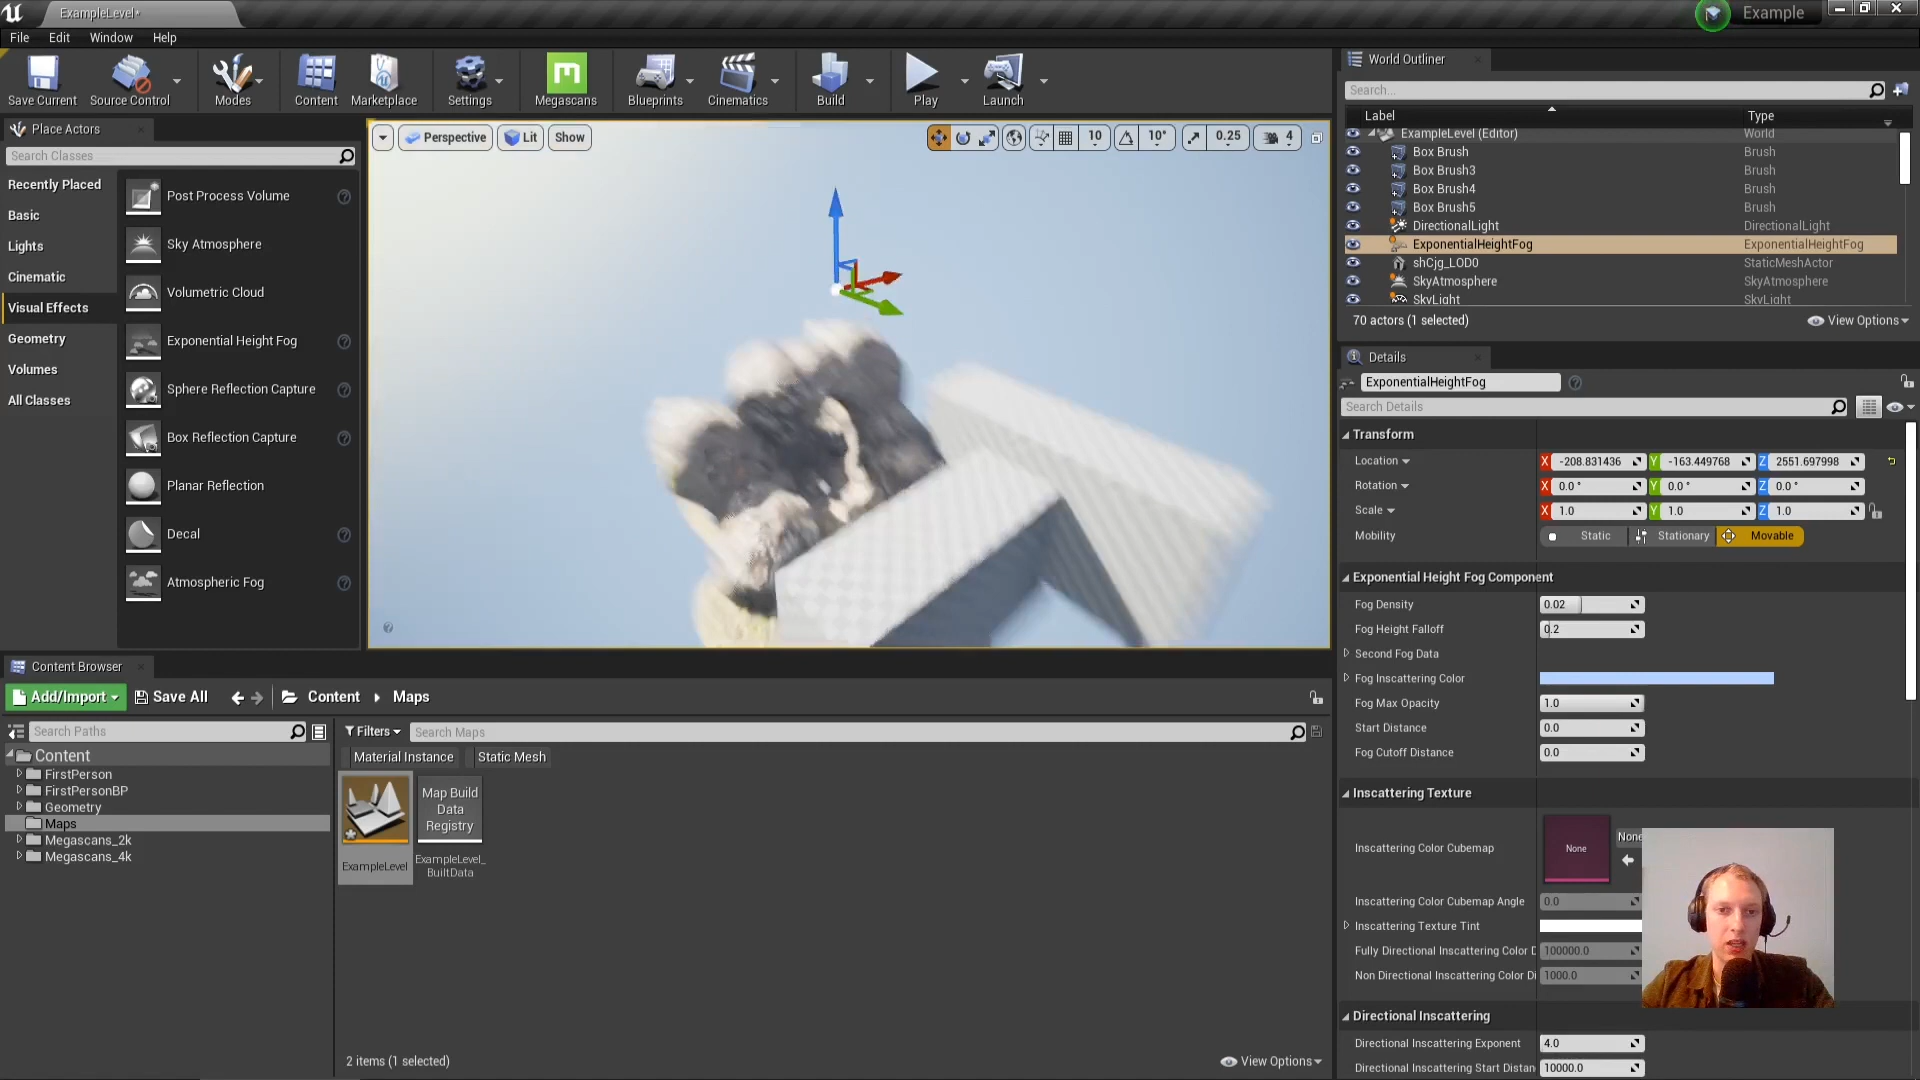 ExampleLevel*
Example
File Edit Window Help
Save Current
Source Control
Modes
Content
Marketplace
Settings
Megascans
Blueprints
Cinematics
Build
Play
Launch
Place Actors
Search Classes
Recently Placed
Basic
Lights
Cinematic
Visual Effects
Geometry
Volumes
All Classes
Post Process Volume
Sky Atmosphere
Volumetric Cloud
Exponential Height Fog
Sphere Reflection Capture
Box Reflection Capture
Planar Reflection
Decal
Atmospheric Fog
Perspective
Lit
Show
10
10°
0.25
4
World Outliner
Search...
Label Type
ExampleLevel (Editor) World
Box Brush Brush
Box Brush3 Brush
Box Brush4 Brush
Box Brush5 Brush
DirectionalLight DirectionalLight
ExponentialHeightFog ExponentialHeightFog
shCjg_LOD0 StaticMeshActor
SkyAtmosphere SkyAtmosphere
SkyLight SkyLight
70 actors (1 selected)
View Options
Details
ExponentialHeightFog
Search Details
Transform
Location X -208.831436 Y -163.449768 Z 2551.697998
Rotation X 0.0 ° Y 0.0 ° Z 0.0 °
Scale X 1.0 Y 1.0 Z 1.0
Mobility Static Stationary Movable
Exponential Height Fog Component
Fog Density 0.02
Fog Height Falloff 0.2
Second Fog Data
Fog Inscattering Color
Fog Max Opacity 1.0
Start Distance 0.0
Fog Cutoff Distance 0.0
Inscattering Texture
Inscattering Color Cubemap None None
Inscattering Color Cubemap Angle 0.0
Inscattering Texture Tint
Fully Directional Inscattering Color D 100000.0
Non Directional Inscattering Color Di 1000.0
Directional Inscattering
Directional Inscattering Exponent 4.0
Directional Inscattering Start Distan 10000.0
Content Browser
Add/Import
Save All
Content
Maps
Search Paths
Filters
Search Maps
Material Instance
Static Mesh
Content
FirstPerson
FirstPersonBP
Geometry
Maps
Megascans_2k
Megascans_4k
ExampleLevel
Map Build
Data
Registry
ExampleLevel_
BuiltData
2 items (1 selected)
View Options